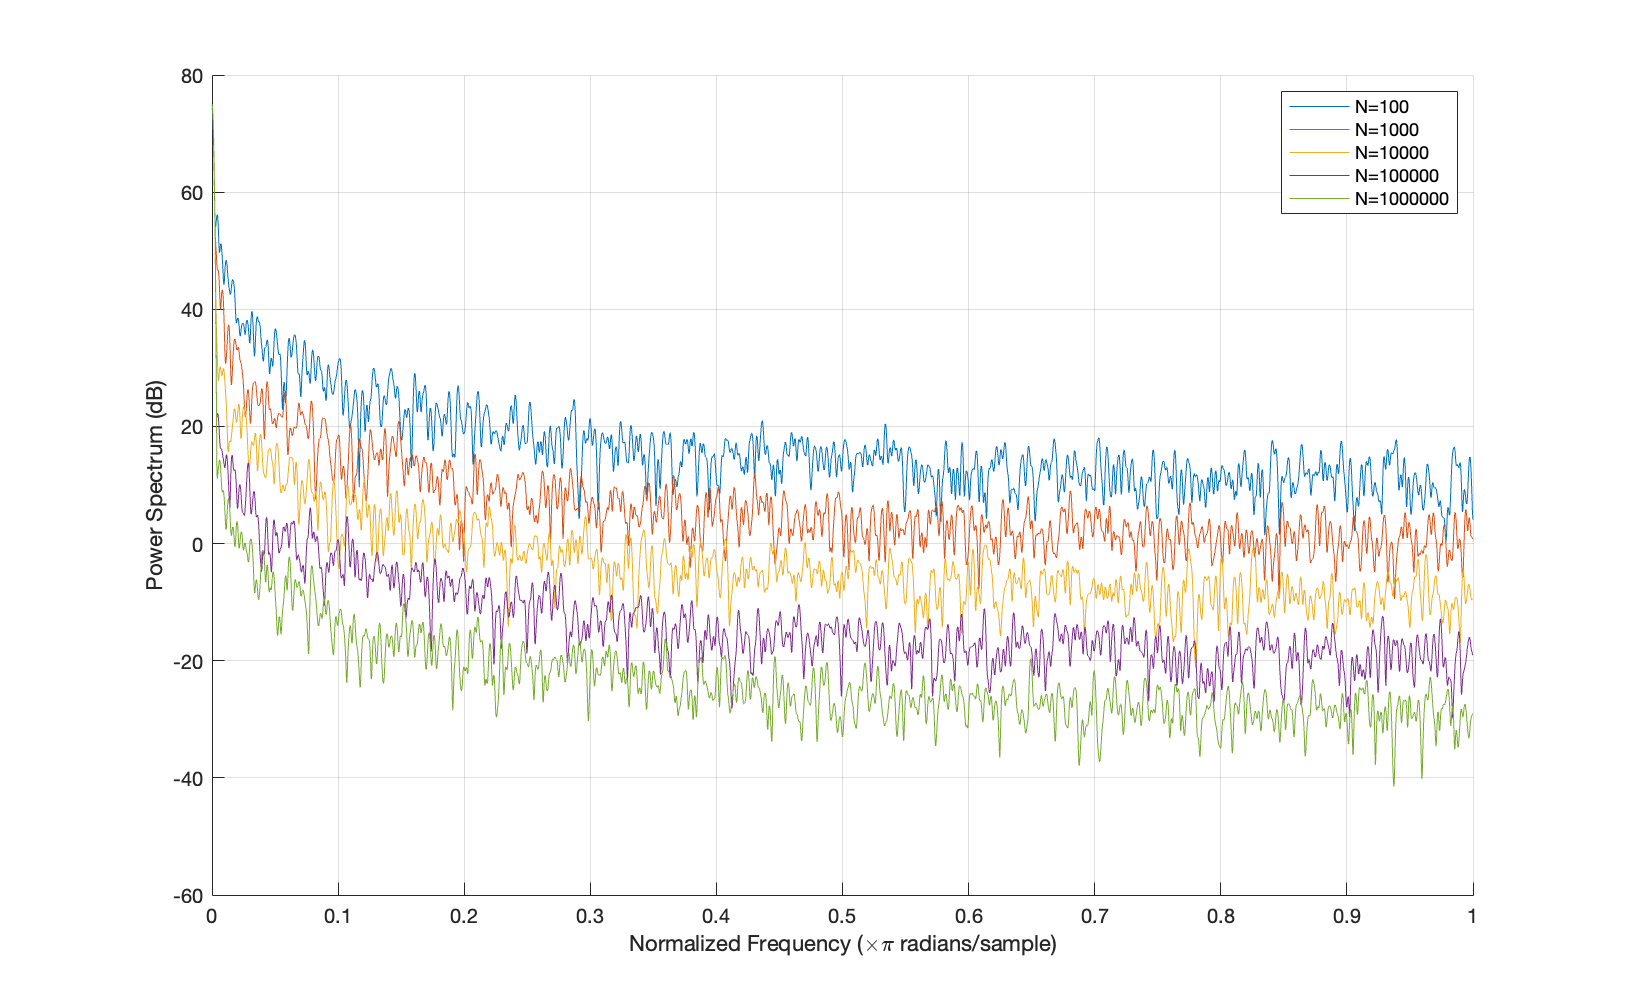 80
60
40
20
0
-20
-40
-60
Power Spectrum (dB)
0 0.1 0.2 0.3 0.4 0.5 0.6 0.7 0.8 0.9 1
Normalized Frequency (×π radians/sample)
N=100
N=1000
N=10000
N=100000
N=1000000